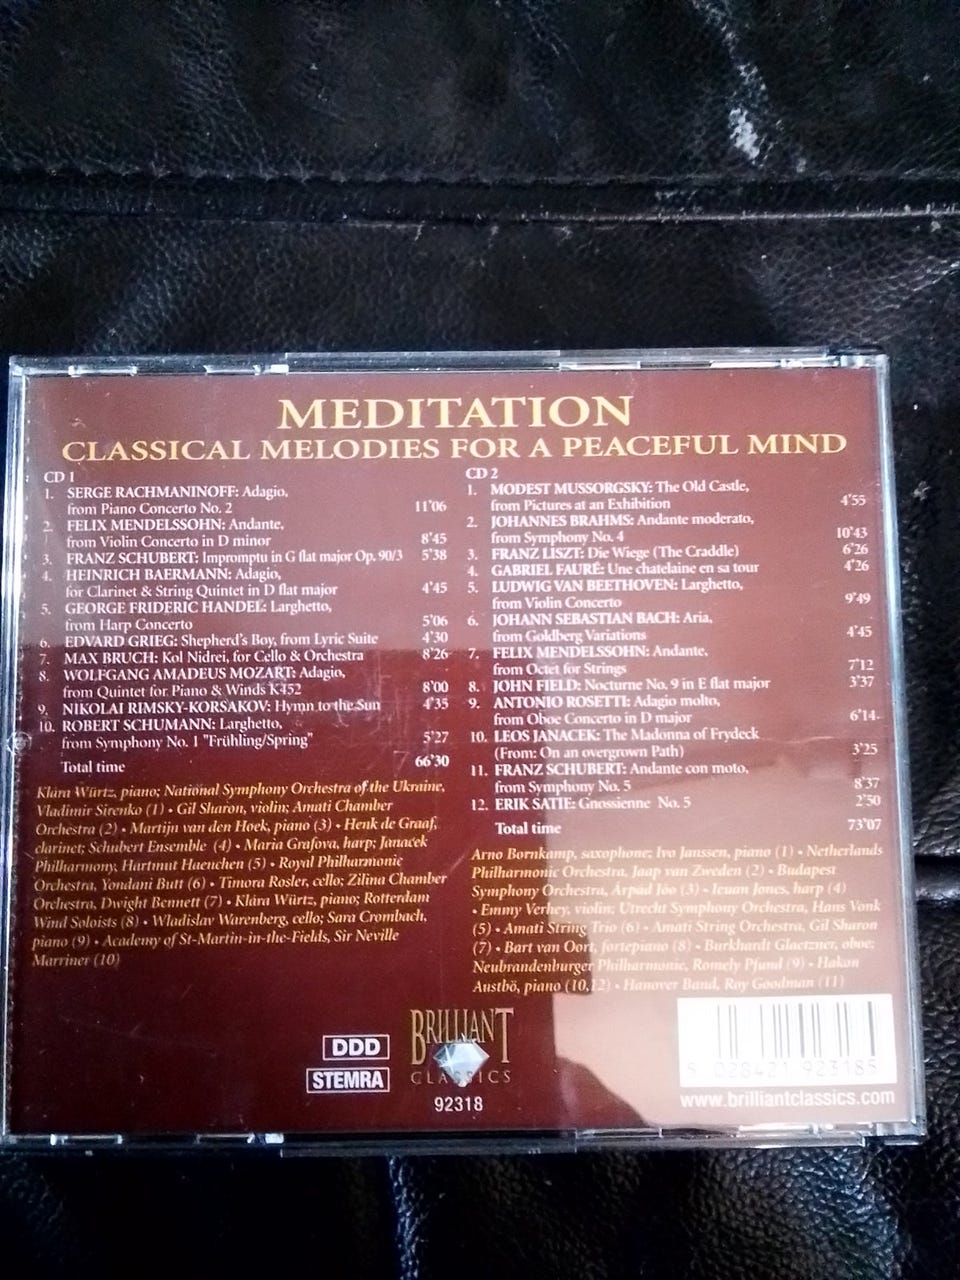 MEDITATION
CLASSICAL MELODIES FOR A PEACEFUL MIND
CD 1
1. SERGE RACHMANINOFF: Adagio,
from Piano Concerto No. 2 11'06
2. FELIX MENDELSSOHN: Andante,
from Violin Concerto in D minor 8'45
3. FRANZ SCHUBERT: Impromptu in G flat major Op. 90/3 5'38
4. HEINRICH BAERMANN: Adagio,
for Clarinet & String Quintet in D flat major 4'45
5. GEORGE FRIDERIC HANDEL: Larghetto,
from Harp Concerto 5'06
6. EDVARD GRIEG: Shepherd's Boy, from Lyric Suite 4'30
7. MAX BRUCH: Kol Nidrei, for Cello & Orchestra 8'26
8. WOLFGANG AMADEUS MOZART: Adagio,
from Quintet for Piano & Winds K452 8'00
9. NIKOLAI RIMSKY-KORSAKOV: Hymn to the Sun 4'35
10. ROBERT SCHUMANN: Larghetto,
from Symphony No. 1 "Frühling/Spring" 5'27
Total time 66'30
Klára Würtz, piano; National Symphony Orchestra of the Ukraine,
Vladimir Sirenko (1) • Gil Sharon, violin; Amati Chamber
Orchestra (2) • Martijn van den Hoek, piano (3) • Henk de Graaf,
clarinet; Schubert Ensemble (4) • Maria Grafova, harp; Janacek
Philharmony, Hartmut Haenchen (5) • Royal Philharmonic
Orchestra, Yondani Butt (6) • Timora Rosler, cello; Zilina Chamber
Orchestra, Dwight Bennett (7) • Klára Würtz, piano; Rotterdam
Wind Soloists (8) • Wladislav Warenberg, cello; Sara Crombach,
piano (9) • Academy of St-Martin-in-the-Fields, Sir Neville
Marriner (10)
CD 2
1. MODEST MUSSORGSKY: The Old Castle,
from Pictures at an Exhibition 4'55
2. JOHANNES BRAHMS: Andante moderato,
from Symphony No. 4 10'43
3. FRANZ LISZT: Die Wiege (The Craddle) 6'26
4. GABRIEL FAURÉ: Une chatelaine en sa tour 4'26
5. LUDWIG VAN BEETHOVEN: Larghetto,
from Violin Concerto 9'49
6. JOHANN SEBASTIAN BACH: Aria,
from Goldberg Variations 4'45
7. FELIX MENDELSSOHN: Andante,
from Octet for Strings 7'12
8. JOHN FIELD: Nocturne No. 9 in E flat major 3'37
9. ANTONIO ROSETTI: Adagio molto,
from Oboe Concerto in D major 6'14
10. LEOS JANACEK: The Madonna of Frydeck
(From: On an overgrown Path) 3'25
11. FRANZ SCHUBERT: Andante con moto,
from Symphony No. 5 8'37
12. ERIK SATIE: Gnossienne No. 5 2'50
Total time 73'07
Arno Bornkamp, saxophone; Ivo Janssen, piano (1) • Netherlands
Philharmonic Orchestra, Jaap van Zweden (2) • Budapest
Symphony Orchestra, Árpád Jóo (3) • Ieuan Jones, harp (4)
• Emmy Verhey, violin; Utrecht Symphony Orchestra, Hans Vonk
(5) • Amati String Trio (6) • Amati String Orchestra, Gil Sharon
(7) • Bart van Oort, fortepiano (8) • Burkhardt Glaetzner, oboe;
Neubrandenburger Philharmonie, Romely Pfund (9) • Hakon
Austbö, piano (10,12) • Hanover Band, Roy Goodman (11)
DDD
STEMRA
BRILLIANT
CLASSICS
92318
5 028421 923185
www.brilliantclassics.com